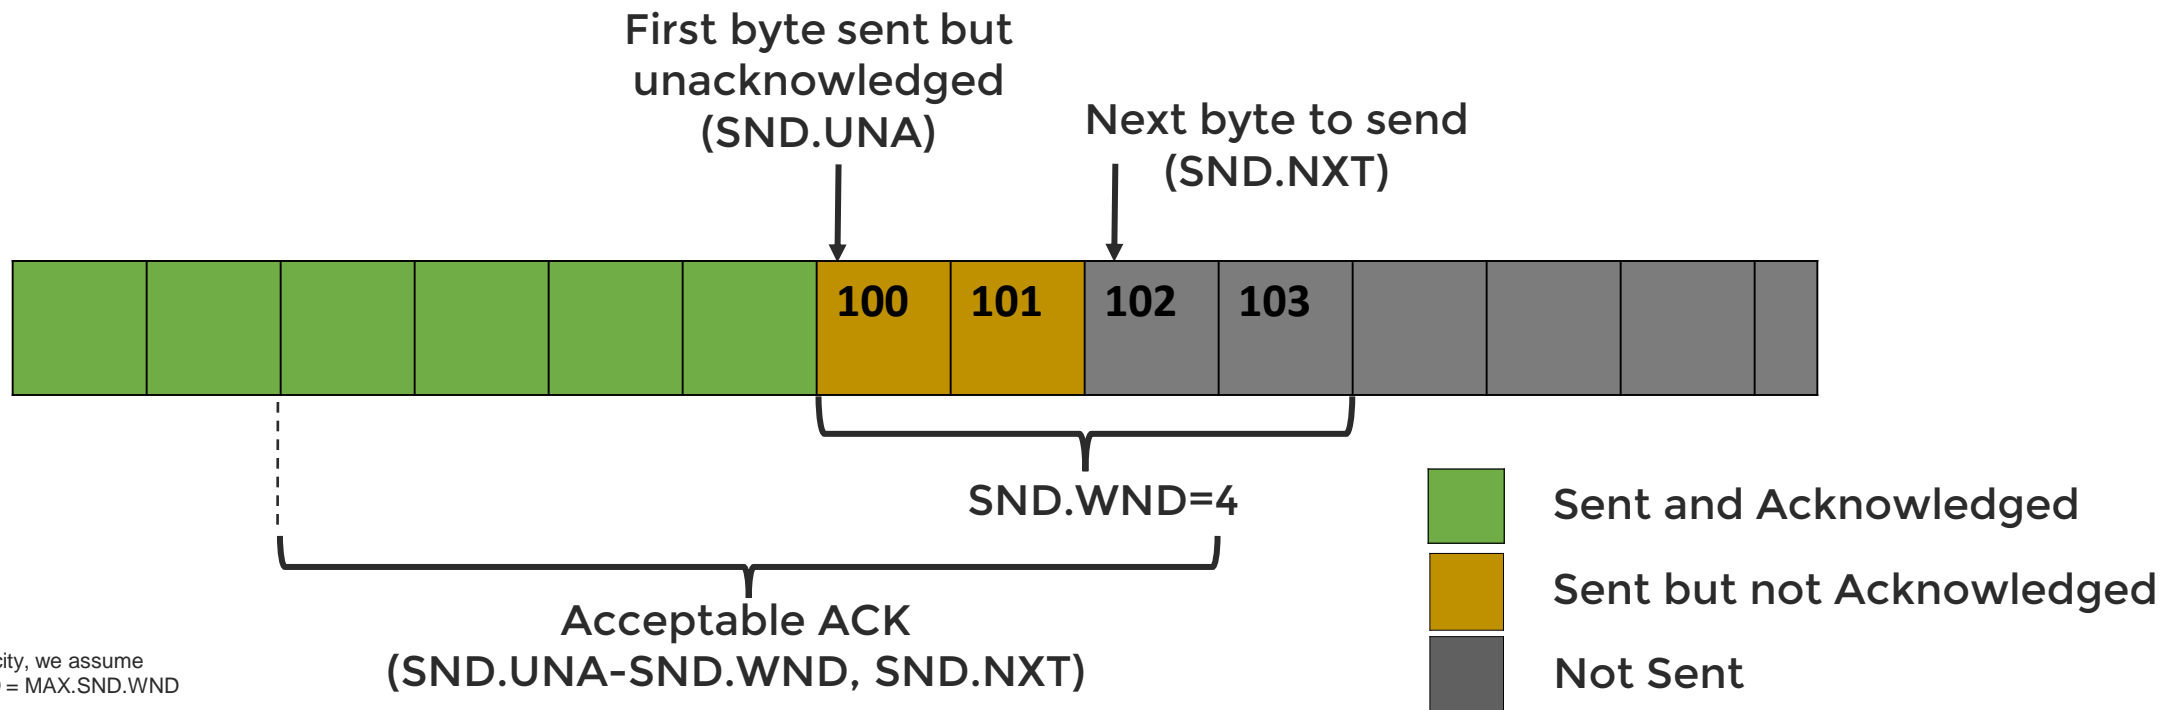 First byte sent but
unacknowledged
(SND.UNA)
Next byte to send
(SND.NXT)
100 101 102 103
SND.WND=4
Acceptable ACK
(SND.UNA-SND.WND, SND.NXT)
Sent and Acknowledged
Sent but not Acknowledged
Not Sent
city, we assume
= MAX.SND.WND